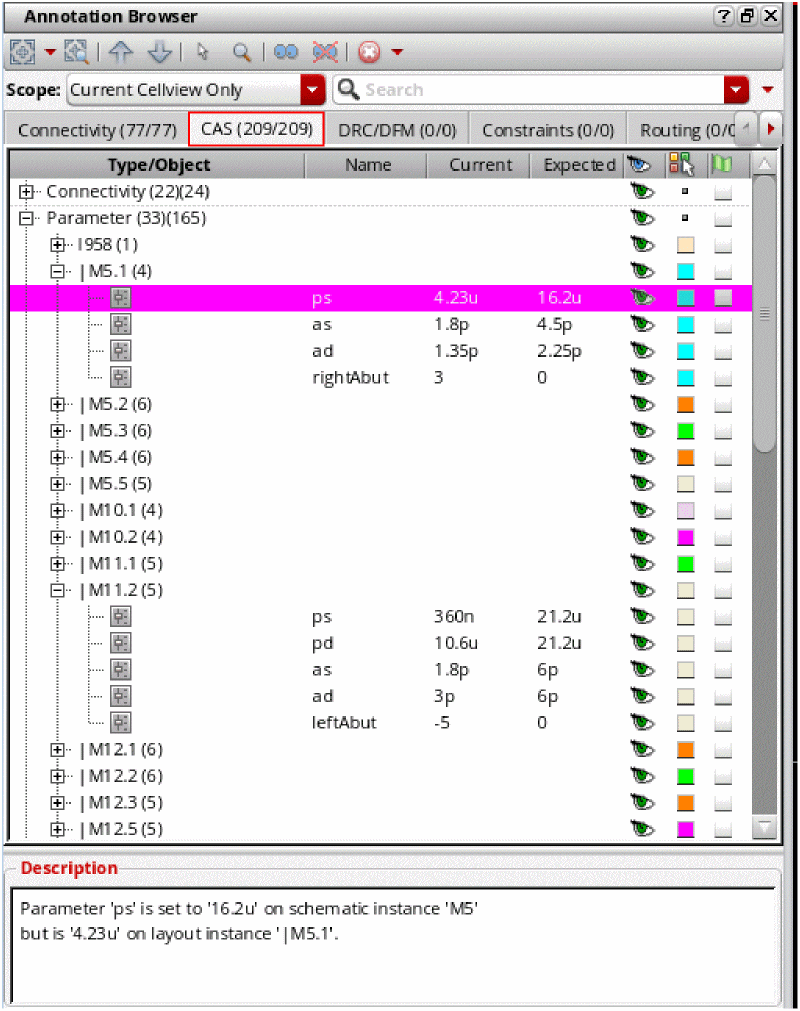 Annotation Browser
Scope: Current Cellview Only Search
Connectivity (77/77) CAS (209/209) DRC/DFM (0/0) Constraints (0/0) Routing (0/0
Type/Object Name Current Expected
Connectivity (22)(24)
Parameter (33)(165)
I958 (1)
|M5.1 (4)
ps 4.23u 16.2u
as 1.8p 4.5p
ad 1.35p 2.25p
rightAbut 3 0
|M5.2 (6)
|M5.3 (6)
|M5.4 (6)
|M5.5 (5)
|M10.1 (4)
|M10.2 (4)
|M11.1 (5)
|M11.2 (5)
ps 360n 21.2u
pd 10.6u 21.2u
as 1.8p 6p
ad 3p 6p
leftAbut -5 0
|M12.1 (6)
|M12.2 (6)
|M12.3 (5)
|M12.5 (5)
Description
Parameter 'ps' is set to '16.2u' on schematic instance 'M5'
but is '4.23u' on layout instance '|M5.1'.